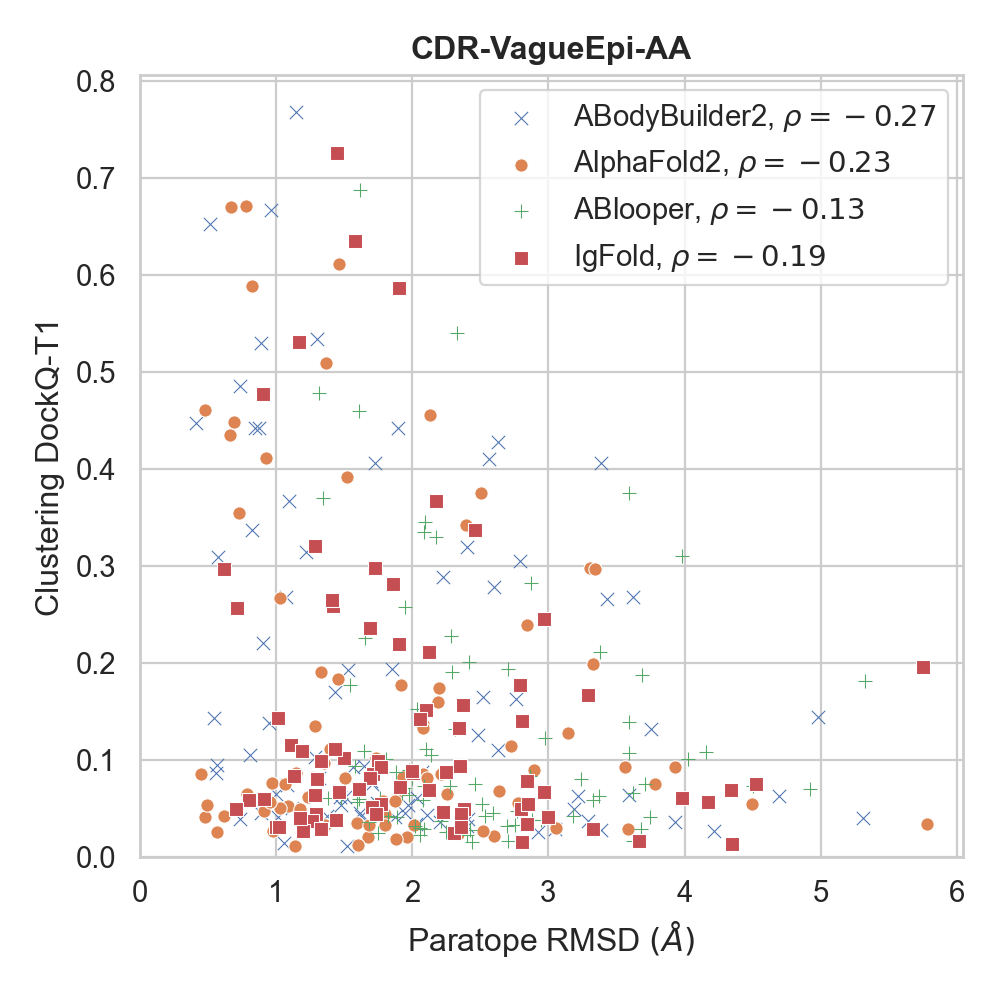 CDR-VagueEpi-AA
ABodyBuilder2, ρ = −0.27
AlphaFold2, ρ = −0.23
ABlooper, ρ = −0.13
IgFold, ρ = −0.19
Clustering DockQ-T1
0.8
0.7
0.6
0.5
0.4
0.3
0.2
0.1
0.0
0 1 2 3 4 5 6
Paratope RMSD (Å)